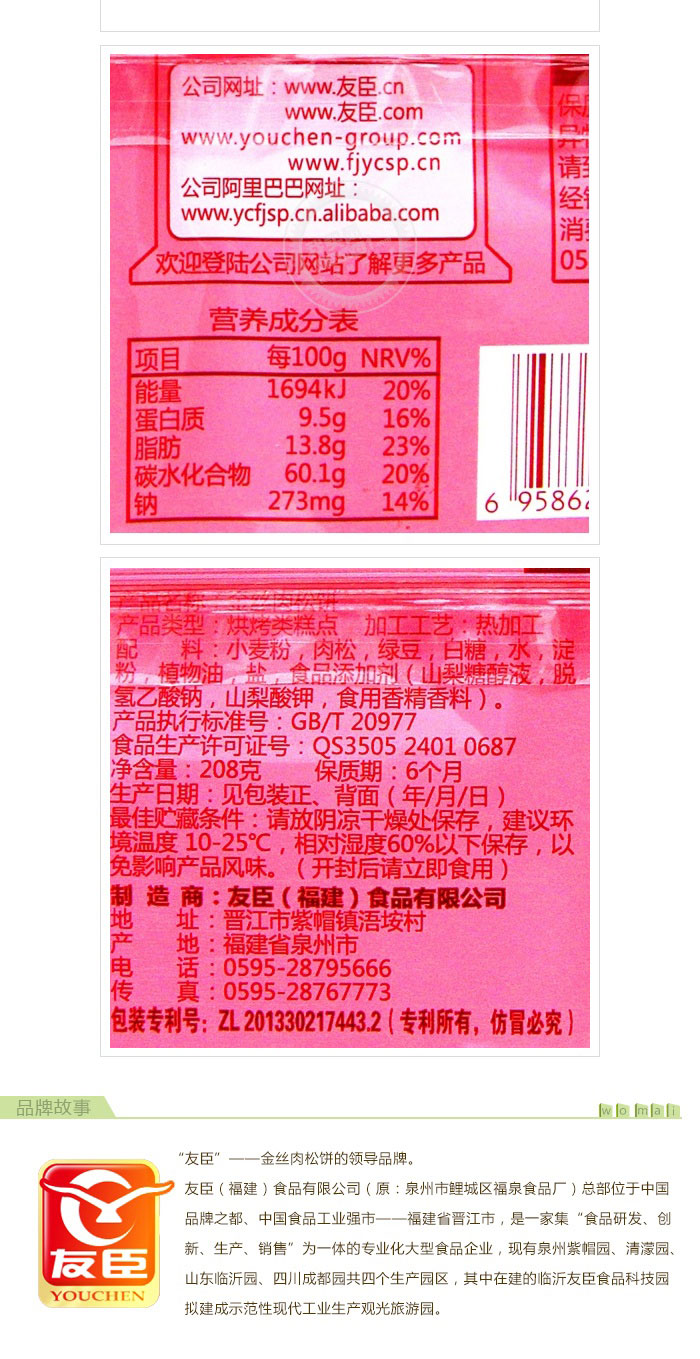 公司网址：www.友臣.cn
www.友臣.com
www.youchen-group.com
www.fjycsp.cn
公司阿里巴巴网址：
www.ycfjsp.cn.alibaba.com
欢迎登陆公司网站了解更多产品
保
异
请
经
消
05
营养成分表
项目 每100g NRV%
能量 1694kJ 20%
蛋白质 9.5g 16%
脂肪 13.8g 23%
碳水化合物 60.1g 20%
钠 273mg 14%
6 95862
产品名称：金丝肉松饼
产品类型：烘烤类糕点 加工工艺：热加工
配 料：小麦粉，肉松，绿豆，白糖，水，淀
粉，植物油，盐，食品添加剂（山梨糖醇液，脱
氢乙酸钠，山梨酸钾，食用香精香料）。
产品执行标准号：GB/T 20977
食品生产许可证号：QS3505 2401 0687
净含量：208克 保质期：6个月
生产日期：见包装正、背面（年/月/日）
最佳贮藏条件：请放阴凉干燥处保存，建议环
境温度 10-25℃，相对湿度60%以下保存，以
免影响产品风味。（开封后请立即食用）
制 造 商：友臣（福建）食品有限公司
地 址：晋江市紫帽镇浯垵村
产 地：福建省泉州市
电 话：0595-28795666
传 真：0595-28767773
包装专利号：ZL 201330217443.2（专利所有，仿冒必究）
品牌故事
womai
友臣
YOUCHEN
“友臣”——金丝肉松饼的领导品牌。
友臣（福建）食品有限公司（原：泉州市鲤城区福泉食品厂）总部位于中国
品牌之都、中国食品工业强市——福建省晋江市，是一家集“食品研发、创
新、生产、销售”为一体的专业化大型食品企业，现有泉州紫帽园、清濛园、
山东临沂园、四川成都园共四个生产园区，其中在建的临沂友臣食品科技园
拟建成示范性现代工业生产观光旅游园。